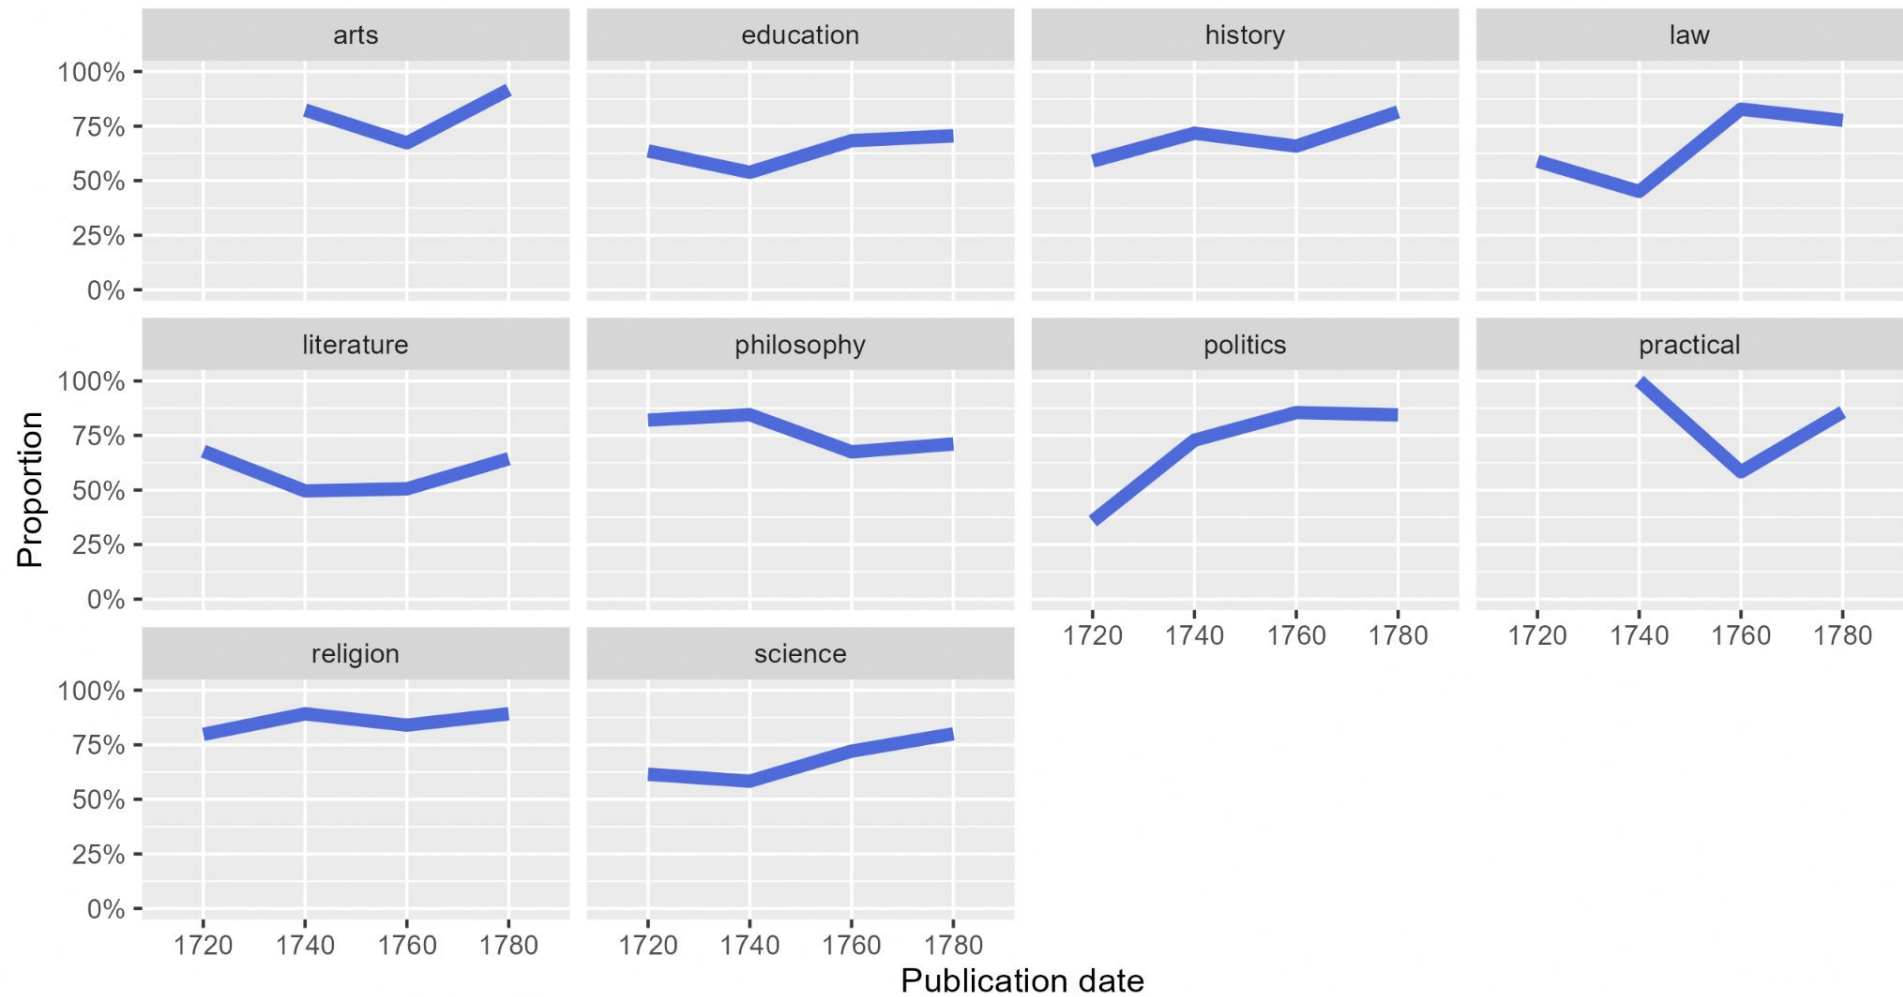 arts education history law
100%
75%
50%
25%
0%
literature philosophy politics practical
100%
75%
50%
25%
0%
1720 1740 1760 1780 1720 1740 1760 1780
religion science
100%
75%
50%
25%
0%
1720 1740 1760 1780 1720 1740 1760 1780
Proportion
Publication date